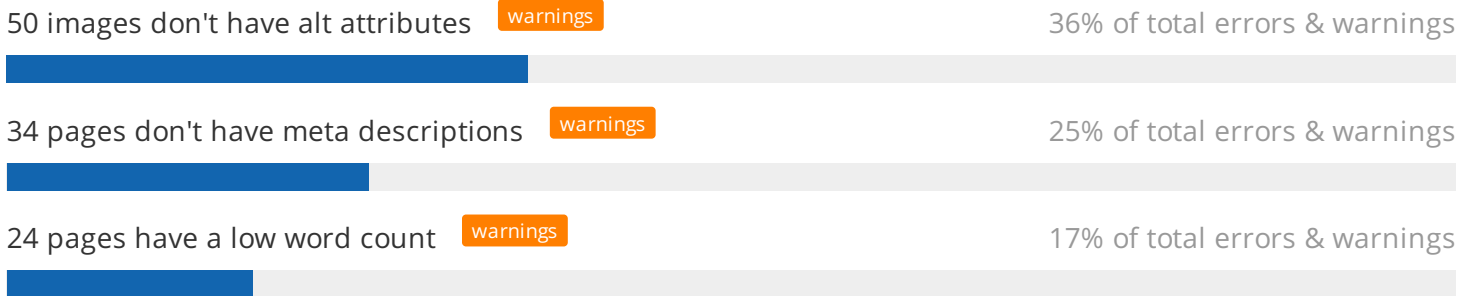 50 images don't have alt attributes warnings 36% of total errors & warnings
34 pages don't have meta descriptions warnings 25% of total errors & warnings
24 pages have a low word count warnings 17% of total errors & warnings